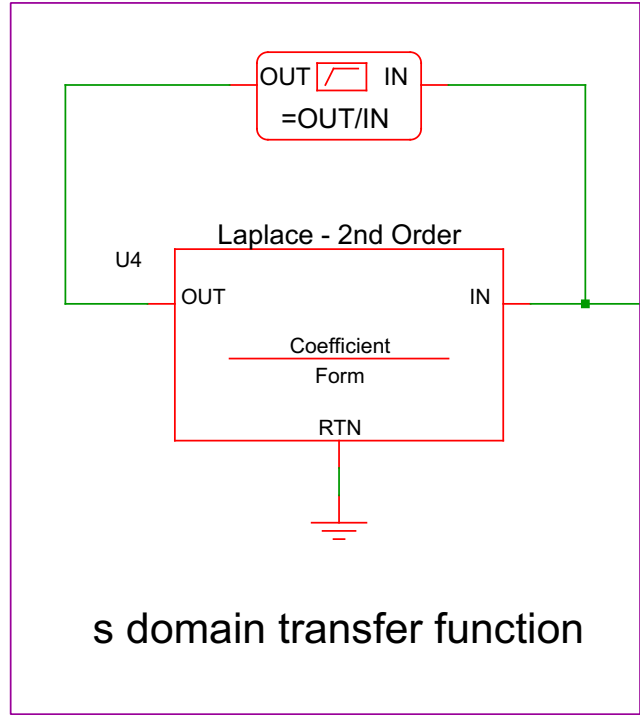 OUT IN
=OUT/IN
Laplace - 2nd Order
U4
OUT IN
Coefficient
Form
RTN
s domain transfer function